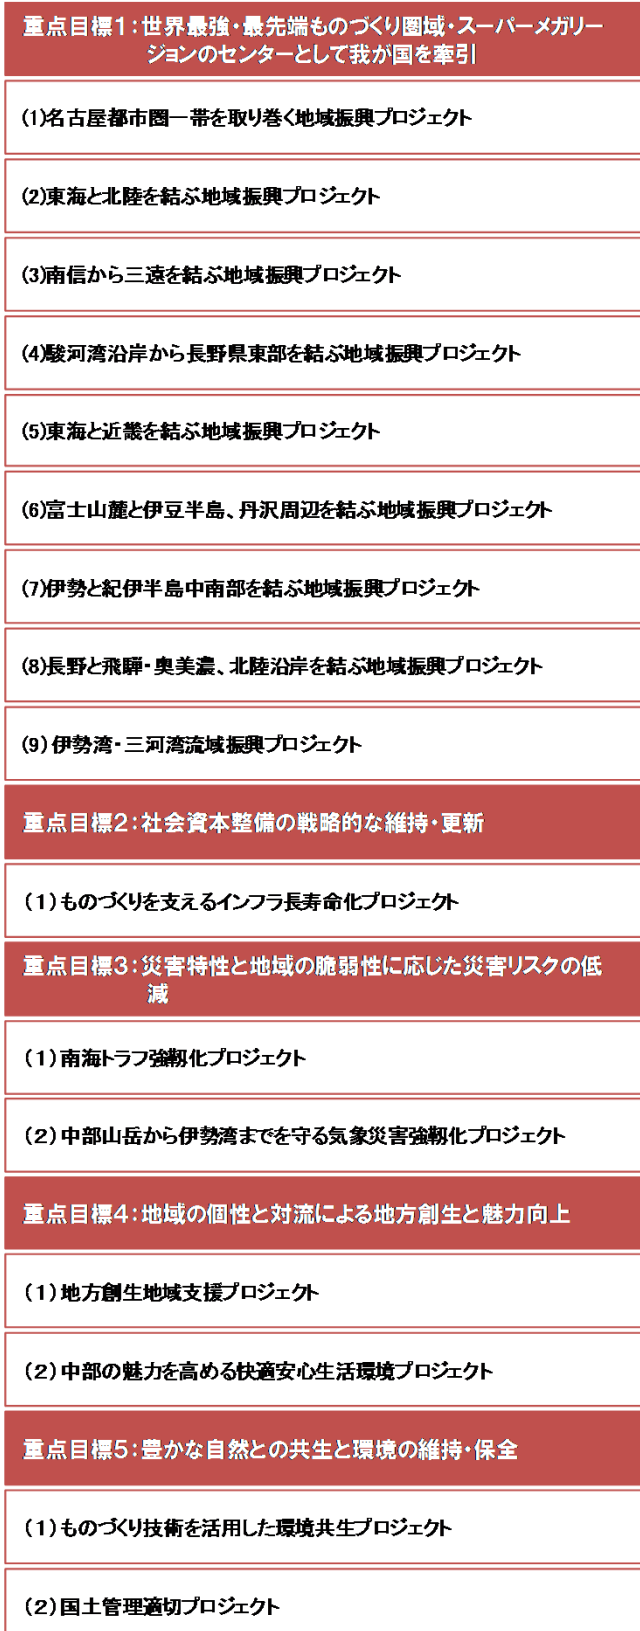 重点目標1：世界最強・最先端ものづくり圏域・スーパーメガリー
ジョンのセンターとして我が国を牽引
(1)名古屋都市圏一帯を取り巻く地域振興プロジェクト
(2)東海と北陸を結ぶ地域振興プロジェクト
(3)南信から三遠を結ぶ地域振興プロジェクト
(4)駿河湾沿岸から長野県東部を結ぶ地域振興プロジェクト
(5)東海と近畿を結ぶ地域振興プロジェクト
(6)富士山麓と伊豆半島、丹沢周辺を結ぶ地域振興プロジェクト
(7)伊勢と紀伊半島中南部を結ぶ地域振興プロジェクト
(8)長野と飛騨・奥美濃、北陸沿岸を結ぶ地域振興プロジェクト
(9)伊勢湾・三河湾流域振興プロジェクト
重点目標2：社会資本整備の戦略的な維持・更新
（1）ものづくりを支えるインフラ長寿命化プロジェクト
重点目標3：災害特性と地域の脆弱性に応じた災害リスクの低
減
（1）南海トラフ強靱化プロジェクト
（2）中部山岳から伊勢湾までを守る気象災害強靱化プロジェクト
重点目標4：地域の個性と対流による地方創生と魅力向上
（1）地方創生地域支援プロジェクト
（2）中部の魅力を高める快適安心生活環境プロジェクト
重点目標5：豊かな自然との共生と環境の維持・保全
（1）ものづくり技術を活用した環境共生プロジェクト
（2）国土管理適切プロジェクト